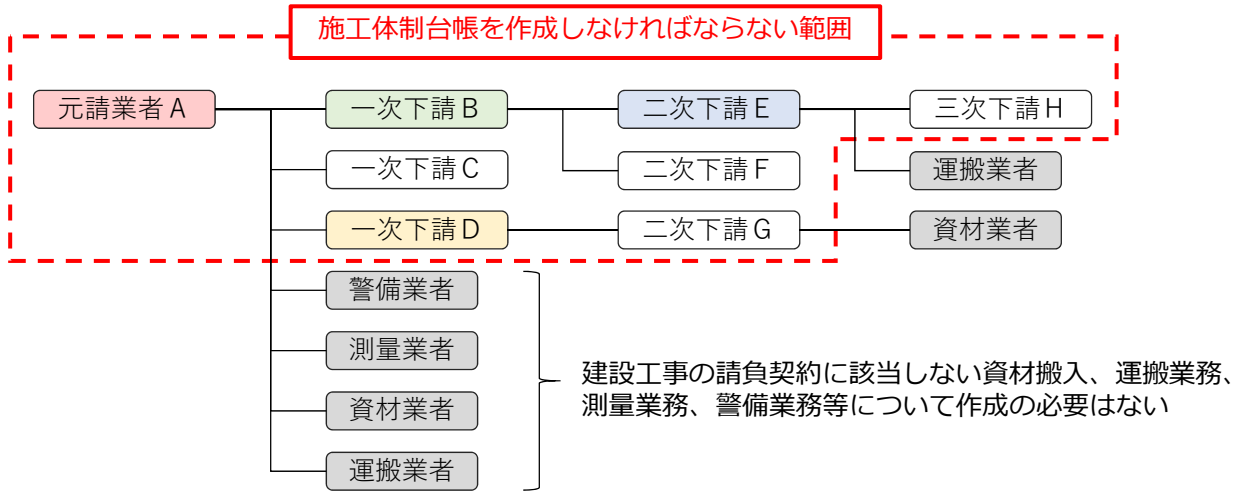 施工体制台帳を作成しなければならない範囲
元請業者A
一次下請B
二次下請E
三次下請H
一次下請C
二次下請F
運搬業者
一次下請D
二次下請G
資材業者
警備業者
測量業者
資材業者
運搬業者
建設工事の請負契約に該当しない資材搬入、運搬業務、
測量業務、警備業務等について作成の必要はない